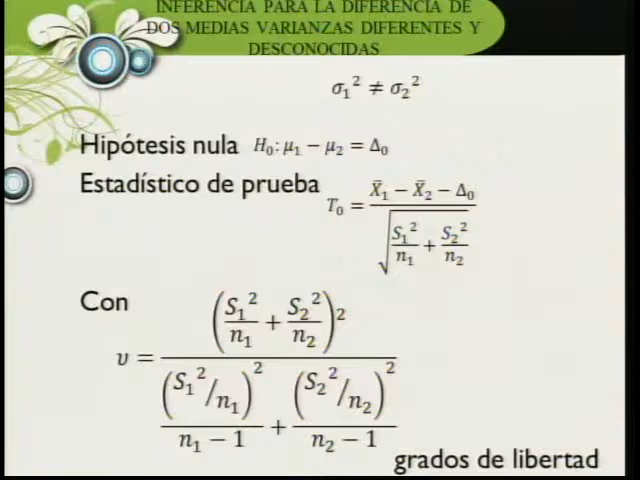 INFERENCIA PARA LA DIFERENCIA DE
DOS MEDIAS VARIANZAS DIFERENTES Y
DESCONOCIDAS
σ₁² ≠ σ₂²
Hipótesis nula H₀: μ₁ − μ₂ = Δ₀
Estadístico de prueba T₀ = (X̄₁ − X̄₂ − Δ₀) / √(S₁²/n₁ + S₂²/n₂)
Con
υ = (S₁²/n₁ + S₂²/n₂)² / ((S₁²/n₁)²/(n₁ − 1) + (S₂²/n₂)²/(n₂ − 1))
grados de libertad